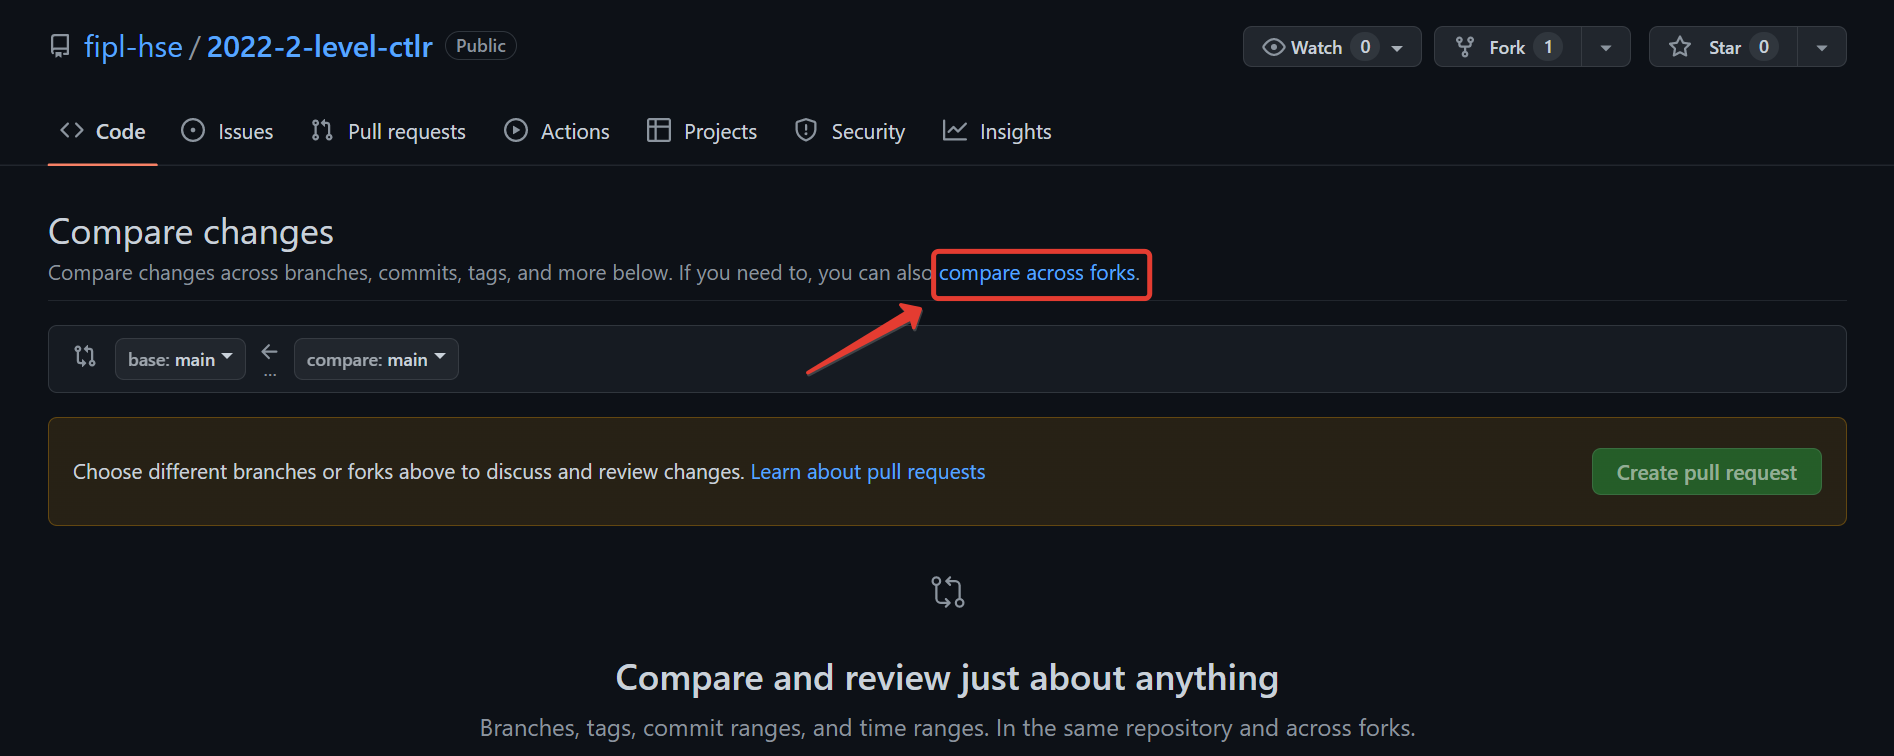 fipl-hse / 2022-2-level-ctlr Public Watch 0 Fork 1 Star 0
Code Issues Pull requests Actions Projects Security Insights
Compare changes
Compare changes across branches, commits, tags, and more below. If you need to, you can also compare across forks.
base: main ← ... compare: main
Choose different branches or forks above to discuss and review changes. Learn about pull requests Create pull request
Compare and review just about anything
Branches, tags, commit ranges, and time ranges. In the same repository and across forks.